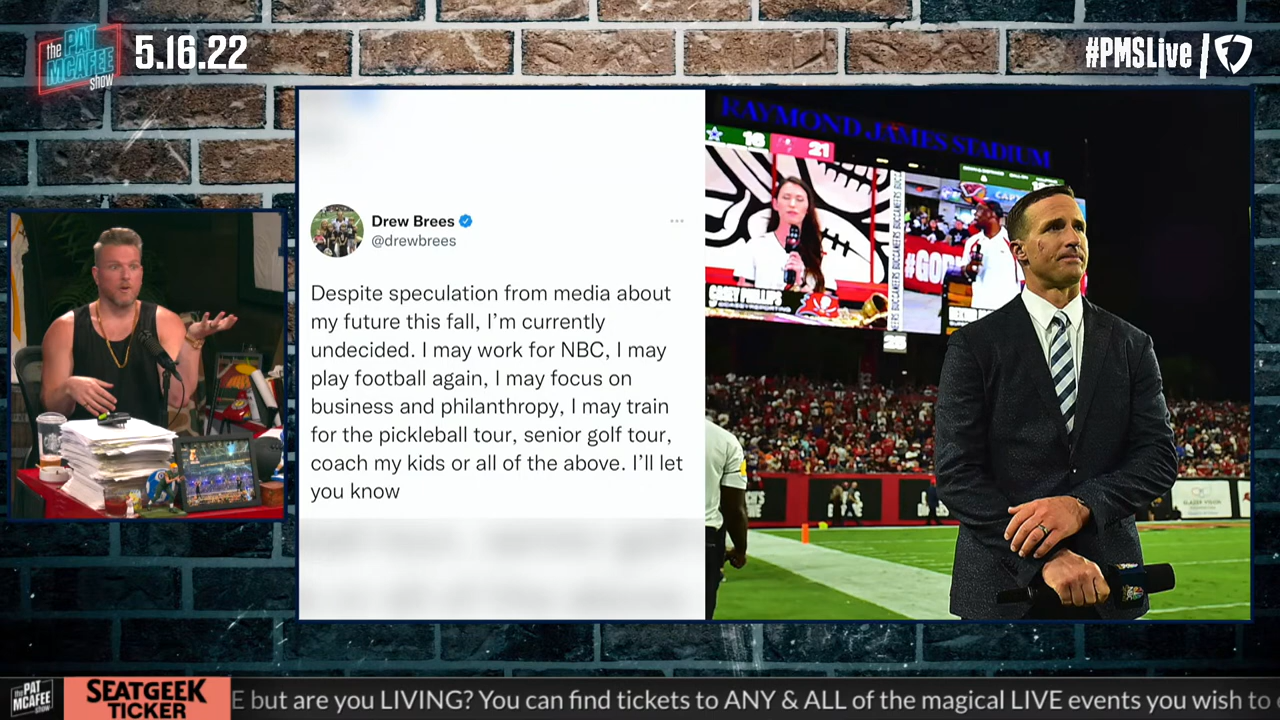 the
PAT
MCAFEE
show
5.16.22
#PMSLive
RAYMOND JAMES STADIUM
16
21
CASEY PHILLIPS
BUCCANEERS
Drew Brees
@drewbrees
Despite speculation from media about
my future this fall, I’m currently
undecided. I may work for NBC, I may
play football again, I may focus on
business and philanthropy, I may train
for the pickleball tour, senior golf tour,
coach my kids or all of the above. I’ll let
you know
25
the
PAT
MCAFEE
show
SEATGEEK
TICKER
E but are you LIVING? You can find tickets to ANY & ALL of the magical LIVE events you wish to